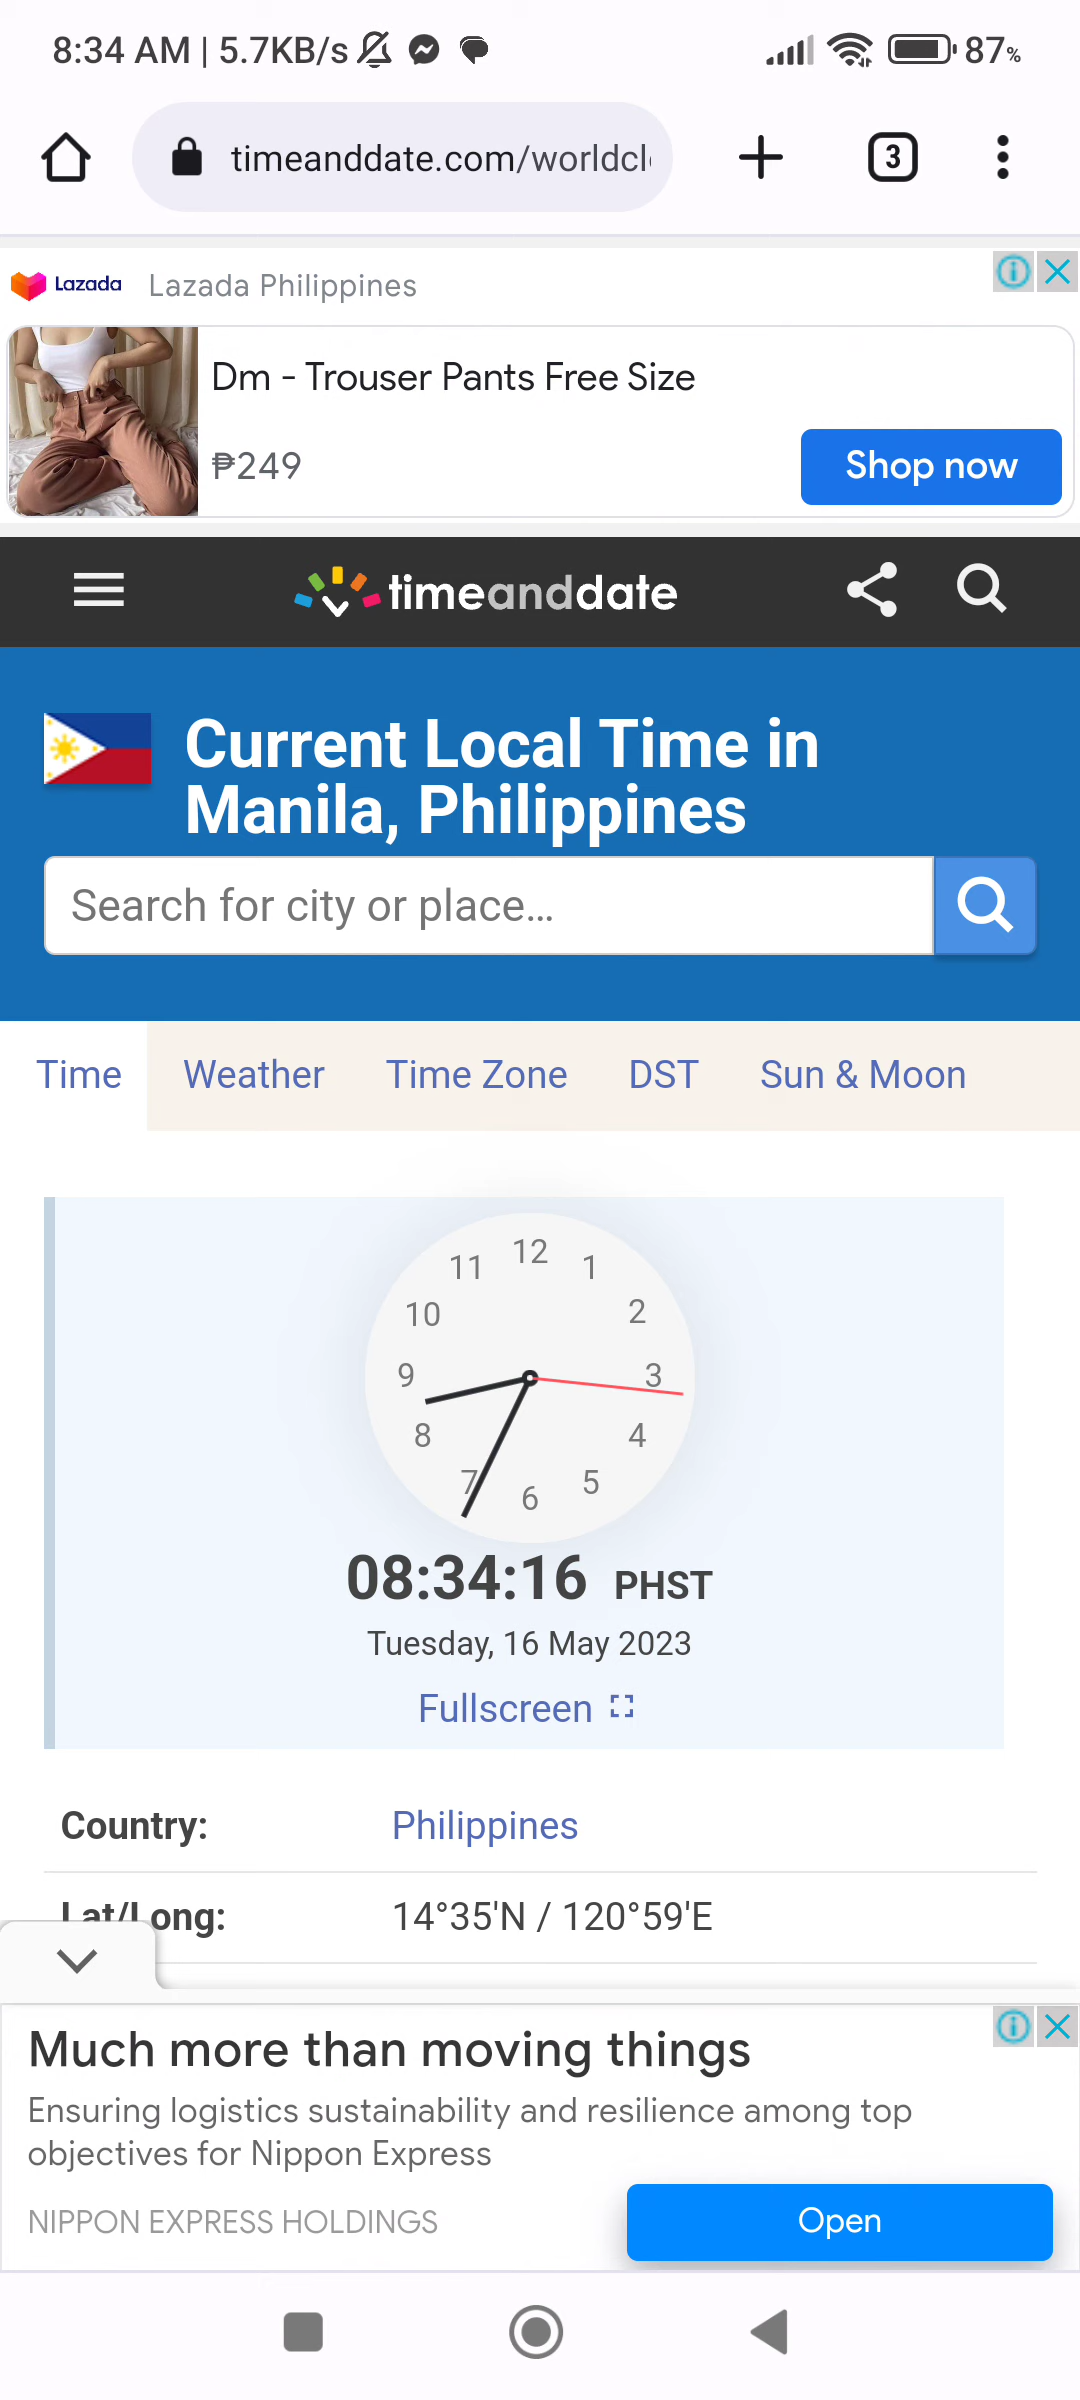 8:34 AM | 5.7KB/s 87%
timeanddate.com/worldcl
3
Lazada Lazada Philippines
Dm - Trouser Pants Free Size
₱249
Shop now
timeanddate
Current Local Time in
Manila, Philippines
Search for city or place...
Time Weather Time Zone DST Sun & Moon
12
11 1
10 2
9 3
8 4
7 5
6
08:34:16 PHST
Tuesday, 16 May 2023
Fullscreen
Country: Philippines
Lat/Long: 14°35'N / 120°59'E
Much more than moving things
Ensuring logistics sustainability and resilience among top
objectives for Nippon Express
NIPPON EXPRESS HOLDINGS
Open